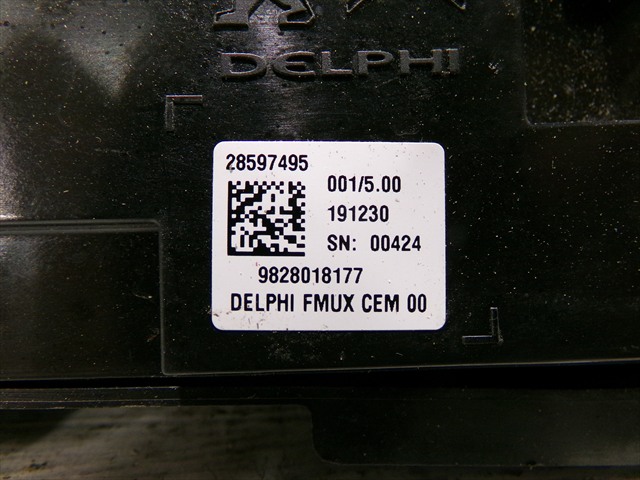 DELPHI
28597495
001/5.00
191230
SN: 00424
9828018177
DELPHI FMUX CEM 00